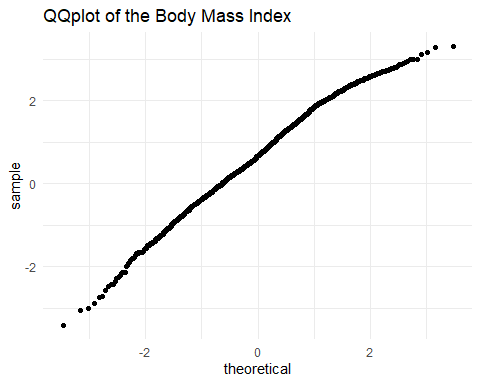 QQplot of the Body Mass Index
2
0
-2
sample
-2
0
2
theoretical